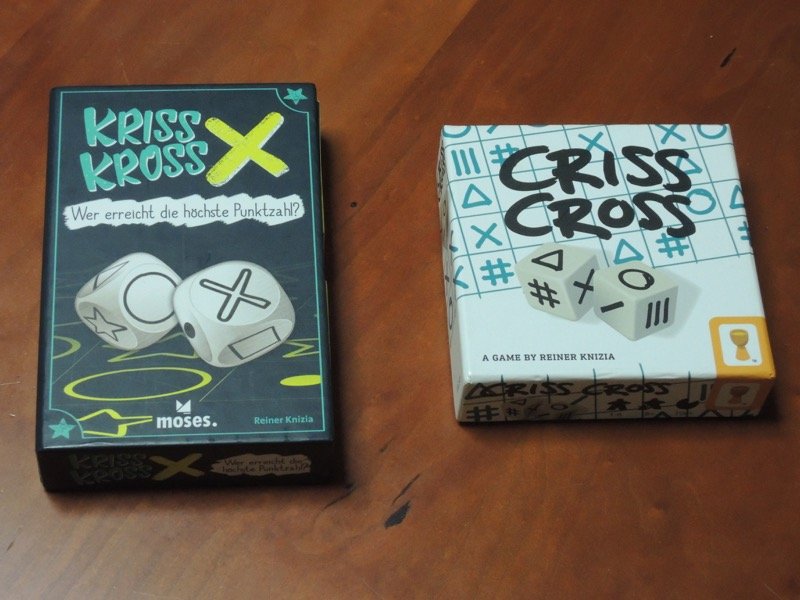 KRISS
KROSS X
Wer erreicht die höchste Punktzahl?
moses.
Reiner Knizia
KRISS
KROSS X
Wer erreicht die
höchste Punktzahl?
CRISS
CROSS
A GAME BY REINER KNIZIA
CRISS CROSS